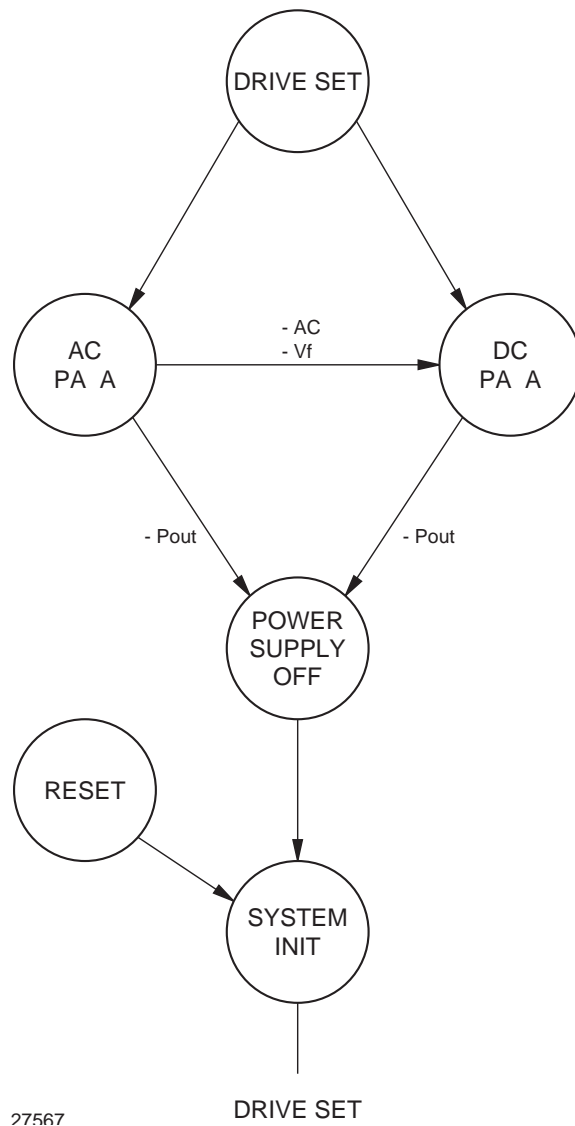 DRIVE SET
- AC
- Vf
AC
PA A
DC
PA A
- Pout
- Pout
POWER
SUPPLY
OFF
RESET
SYSTEM
INIT
DRIVE SET
27567